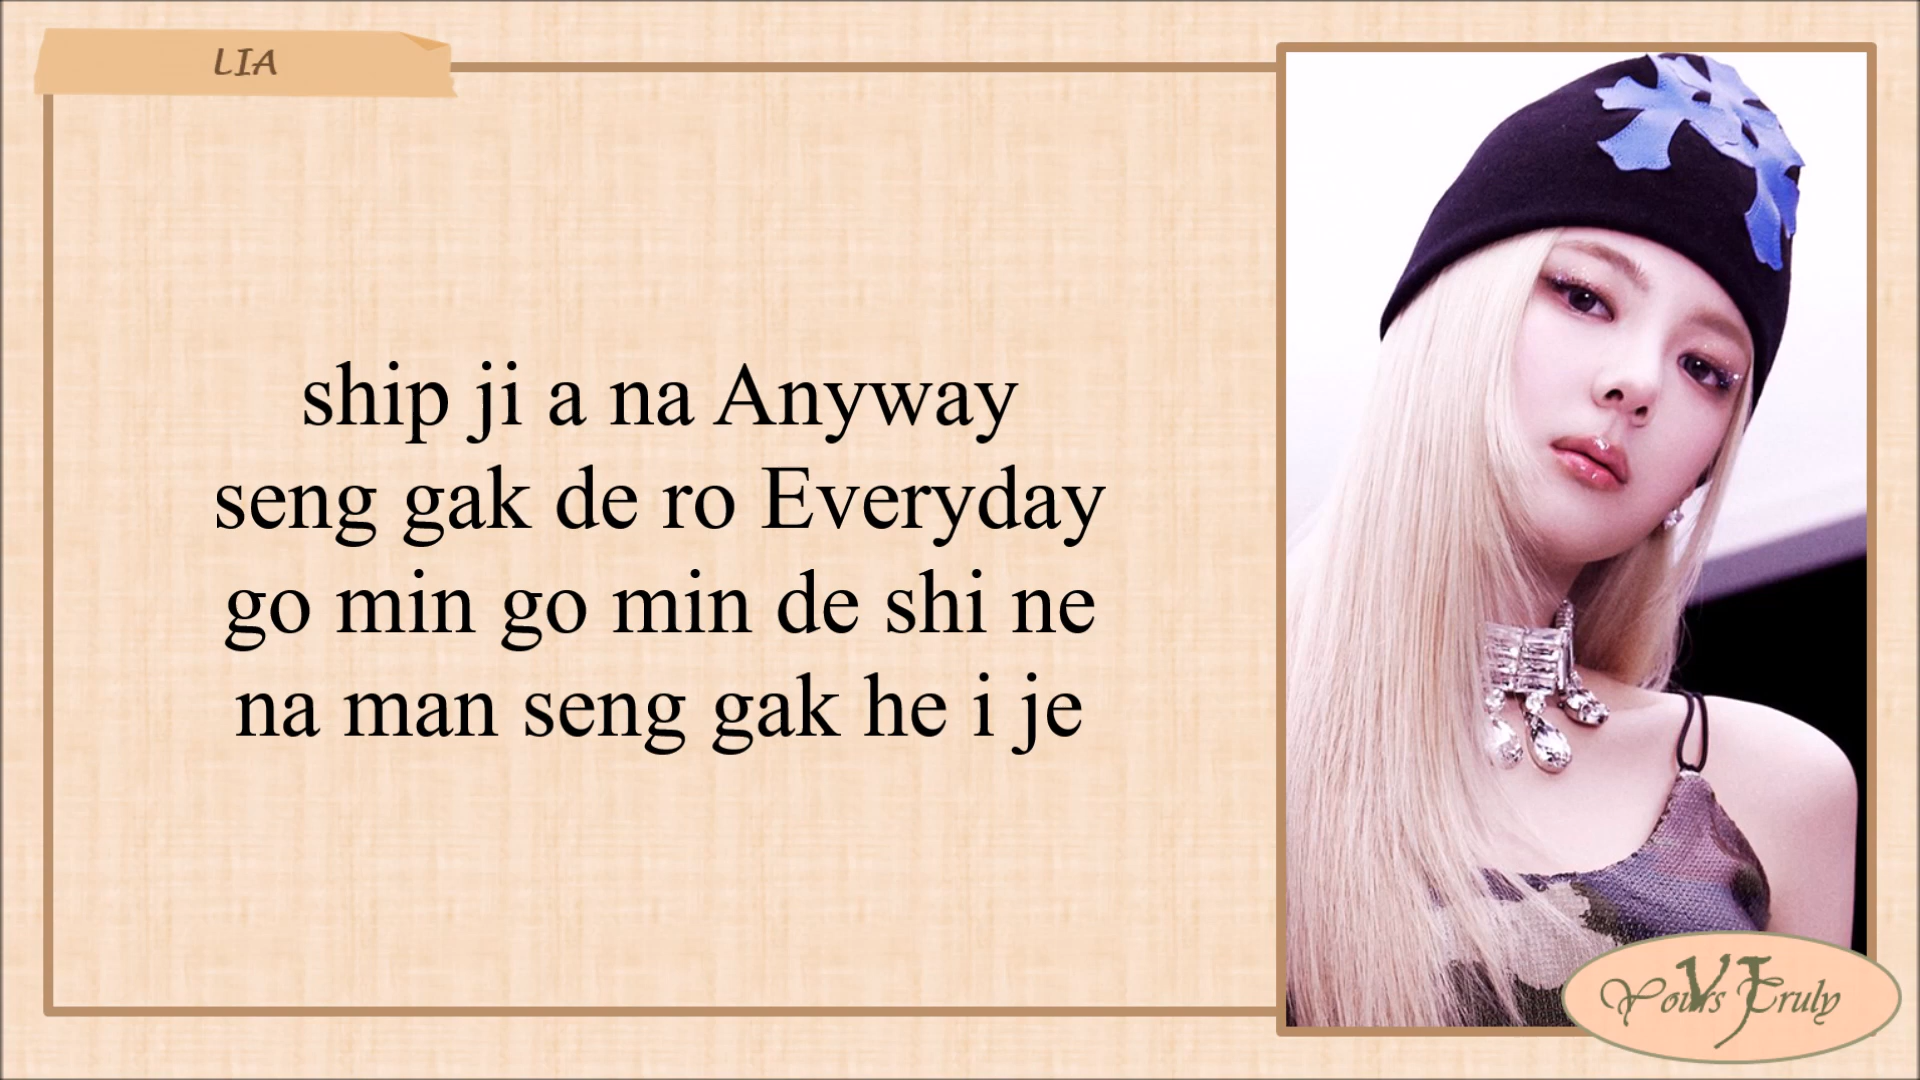 LIA
ship ji a na Anyway
seng gak de ro Everyday
go min go min de shi ne
na man seng gak he i je
Yours Truly
VJ